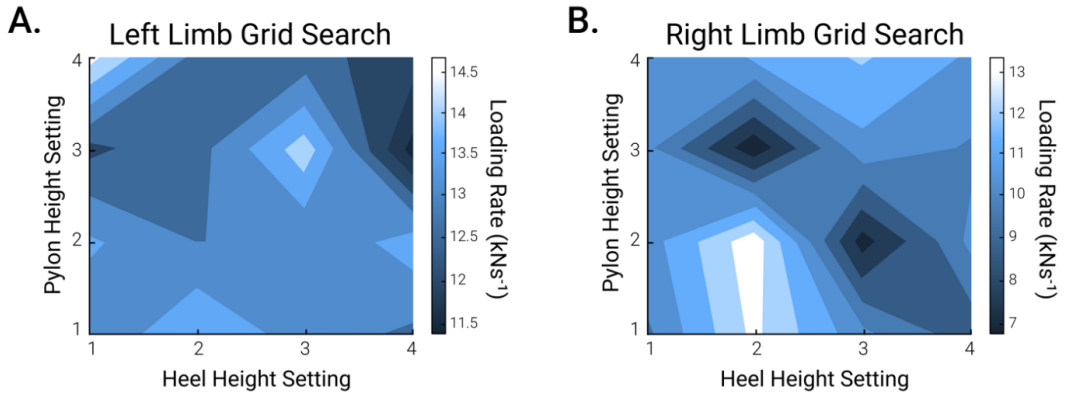 A.
Left Limb Grid Search
4
3
2
1
1 2 3 4
Pylon Height Setting
Heel Height Setting
14.5
14
13.5
13
12.5
12
11.5
Loading Rate (kNs⁻¹)
B.
Right Limb Grid Search
4
3
2
1
1 2 3 4
Pylon Height Setting
Heel Height Setting
13
12
11
10
9
8
7
Loading Rate (kNs⁻¹)